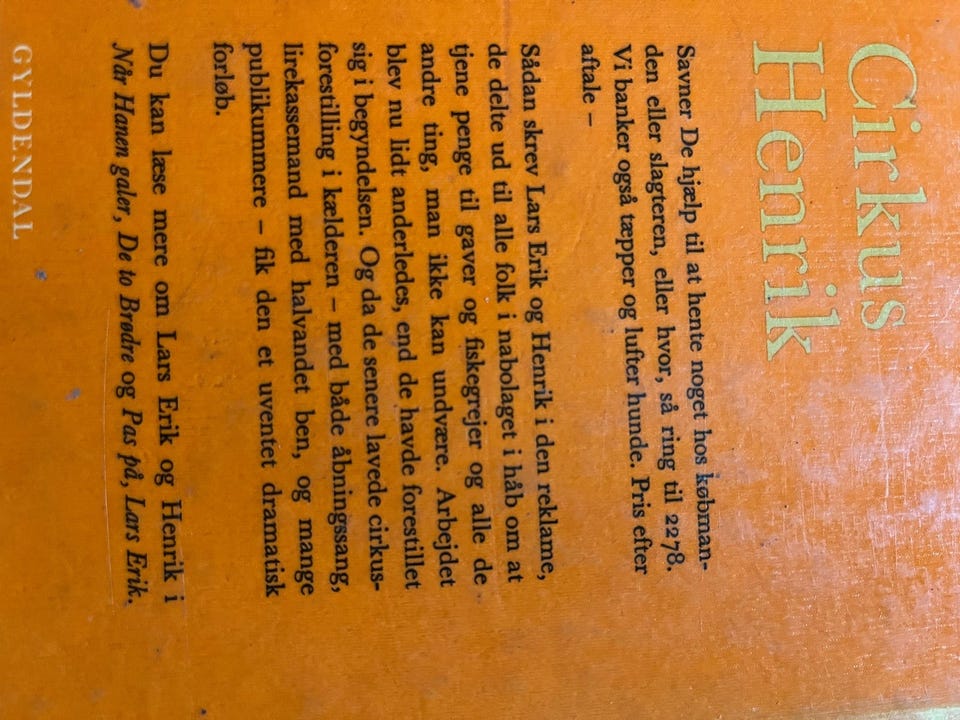 Cirkus
Henrik
Savner De hjælp til at hente noget hos købman-
den eller slagteren, eller hvor, så ring til 2278.
Vi banker også tæpper og lufter hunde. Pris efter
aftale –
Sådan skrev Lars Erik og Henrik i den reklame,
de delte ud til alle folk i nabolaget i håb om at
tjene penge til gaver og fiskegrejer og alle de
andre ting, man ikke kan undvære. Arbejdet
blev nu lidt anderledes, end de havde forestillet
sig i begyndelsen. Og da de senere lavede cirkus-
forestilling i kælderen – med både åbningssang,
lirekassemand med halvandet ben, og mange
publikummere – fik den et uventet dramatisk
forløb.
Du kan læse mere om Lars Erik og Henrik i
Når Hanen galer, De to Brødre og Pas på, Lars Erik.
GYLDENDAL